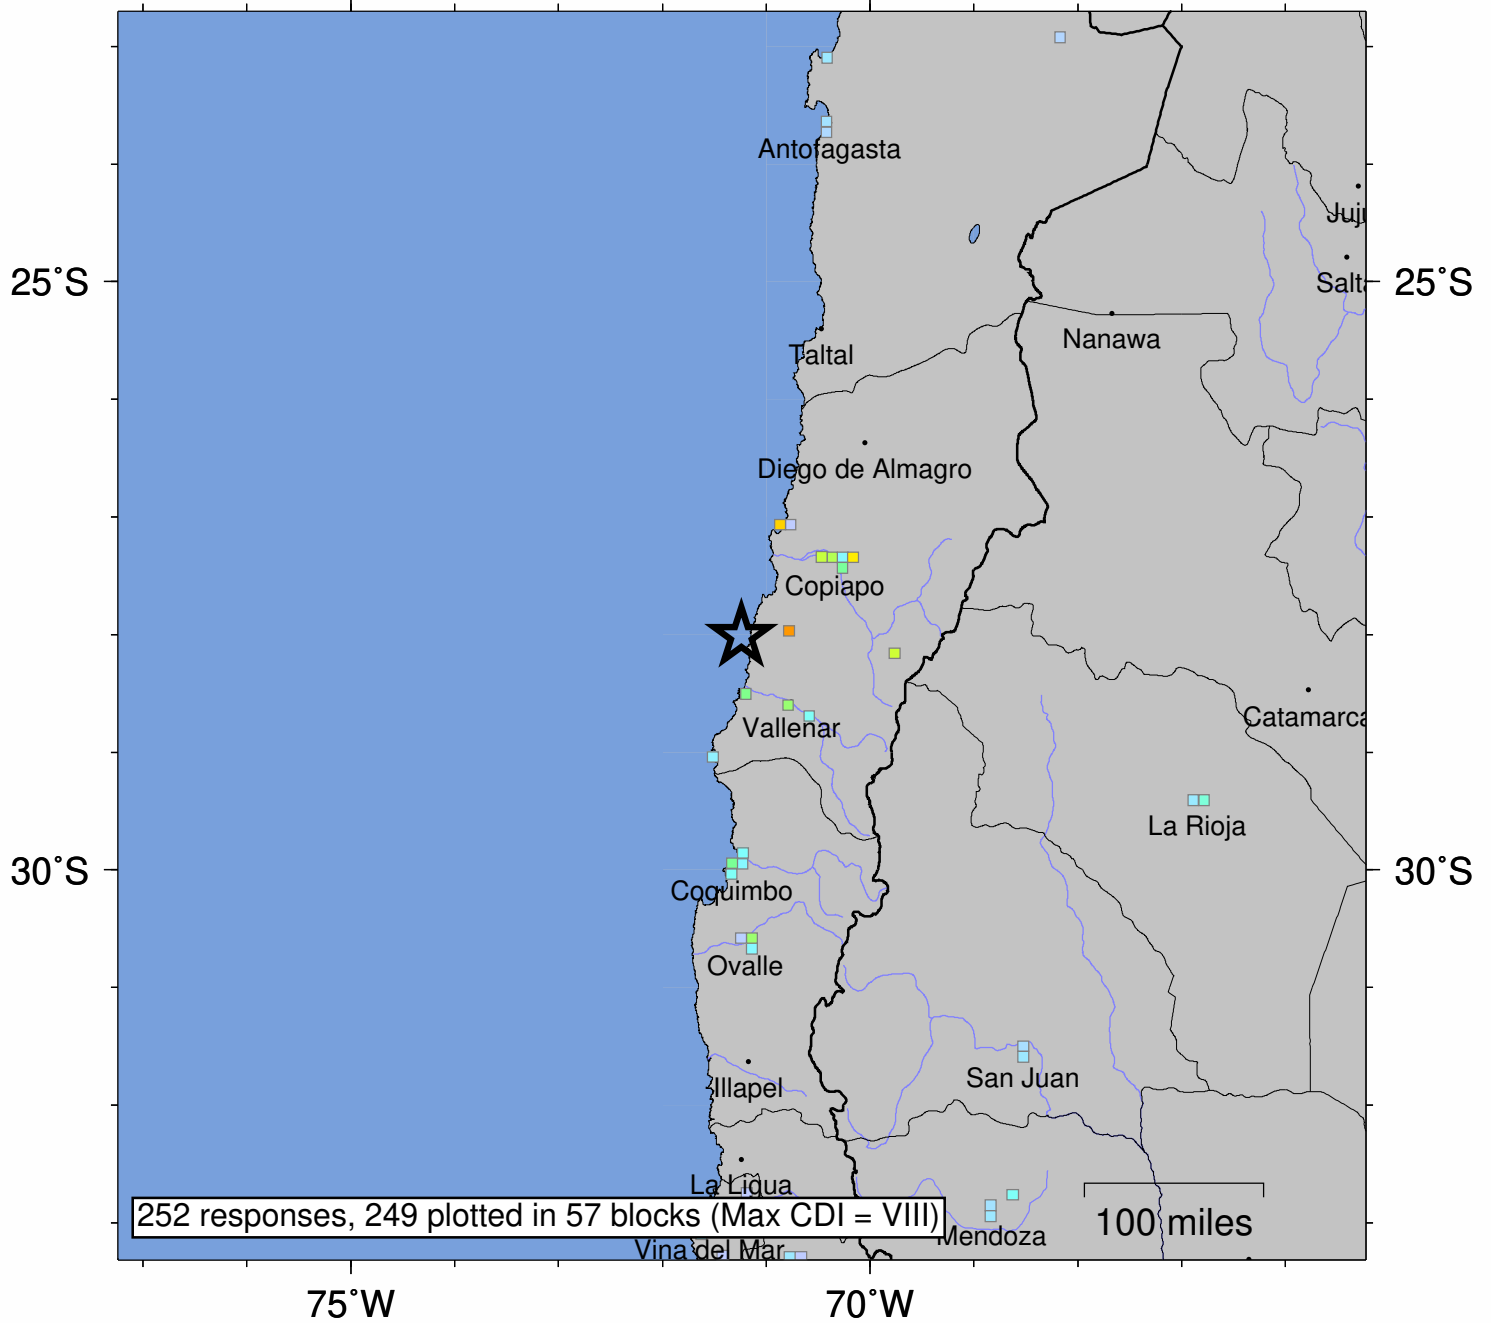 Antofagasta
Juj
25°S
Salta
25°S
Nanawa
Taltal
Diego de Almagro
Copiapo
Catamarca
Vallenar
La Rioja
30°S
30°S
Coquimbo
Ovalle
San Juan
Illapel
La Ligua
252 responses, 249 plotted in 57 blocks (Max CDI = VIII)
100 miles
Mendoza
Vina del Mar
75°W
70°W